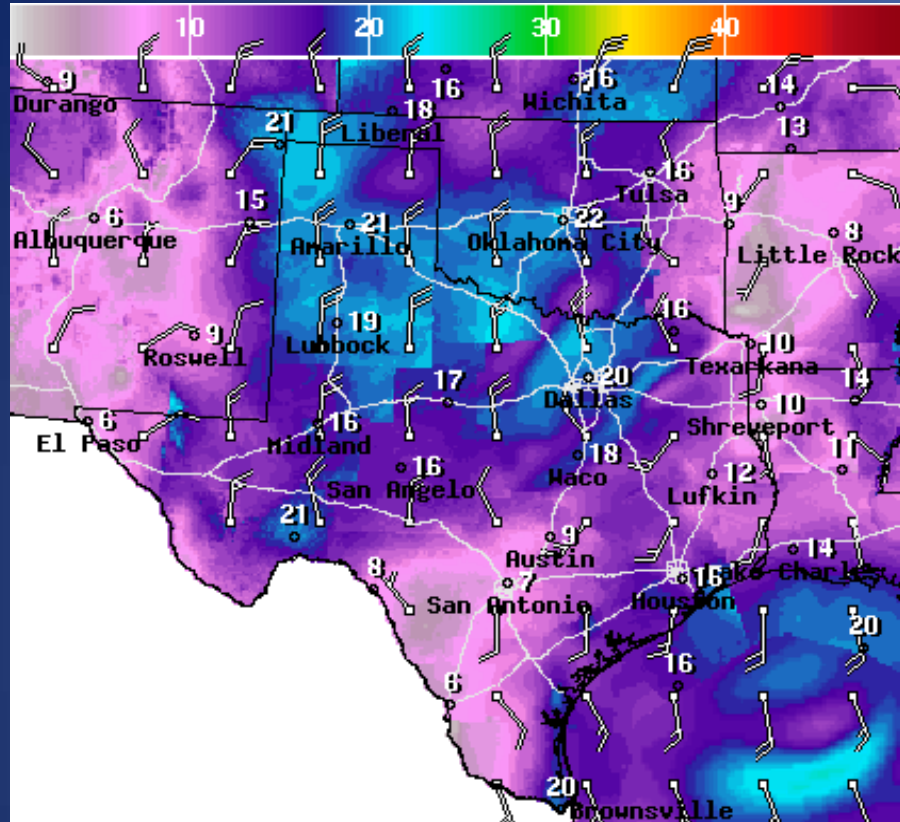 10 20 30 40
9 16 16 14
Durango Wichita
18
Liberal
21 13
16
Tulsa
15 9
6 21 22 8
Albuquerque Amarillo Oklahoma City Little Rock
9 19 16 10
Roswell Lubbock Texarkana
20 14
17 Dallas 10
6 16 Shreveport
El Paso Midland
16 18 12 11
San Angelo Waco Lufkin
21 9 14
Austin Lake Charles
8 7 16
San Antonio Houston
20
16
6
20
Brownsville